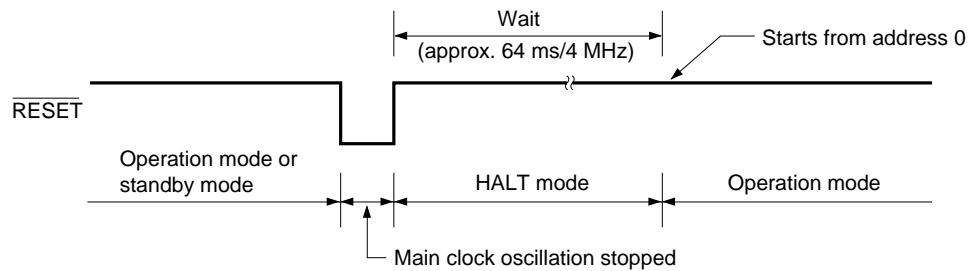 Wait
(approx. 64 ms/4 MHz)
Starts from address 0
RESET
Operation mode or
standby mode
HALT mode
Operation mode
Main clock oscillation stopped